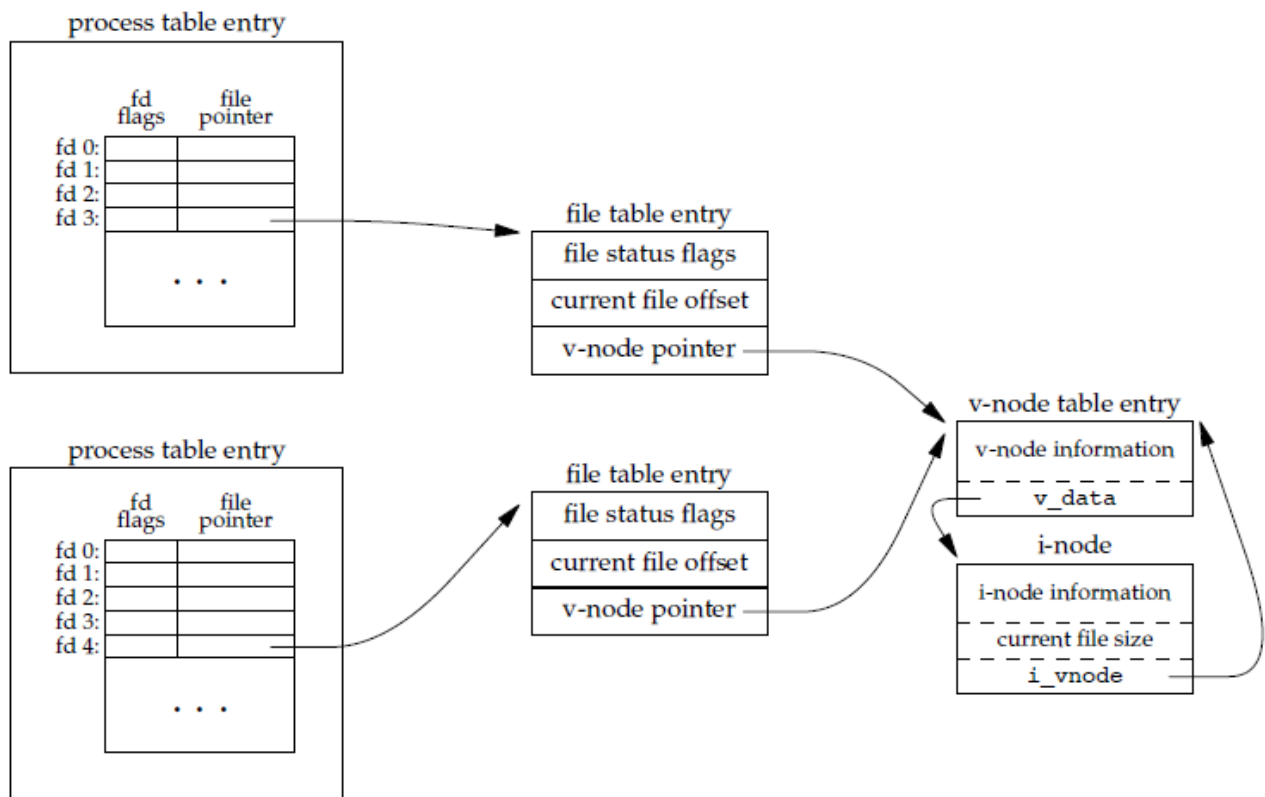 process table entry
fd file
flags pointer
fd 0:
fd 1:
fd 2:
fd 3:
. . .
file table entry
file status flags
current file offset
v-node pointer
process table entry
fd file
flags pointer
fd 0:
fd 1:
fd 2:
fd 3:
fd 4:
. . .
file table entry
file status flags
current file offset
v-node pointer
v-node table entry
v-node information
v_data
i-node
i-node information
current file size
i_vnode